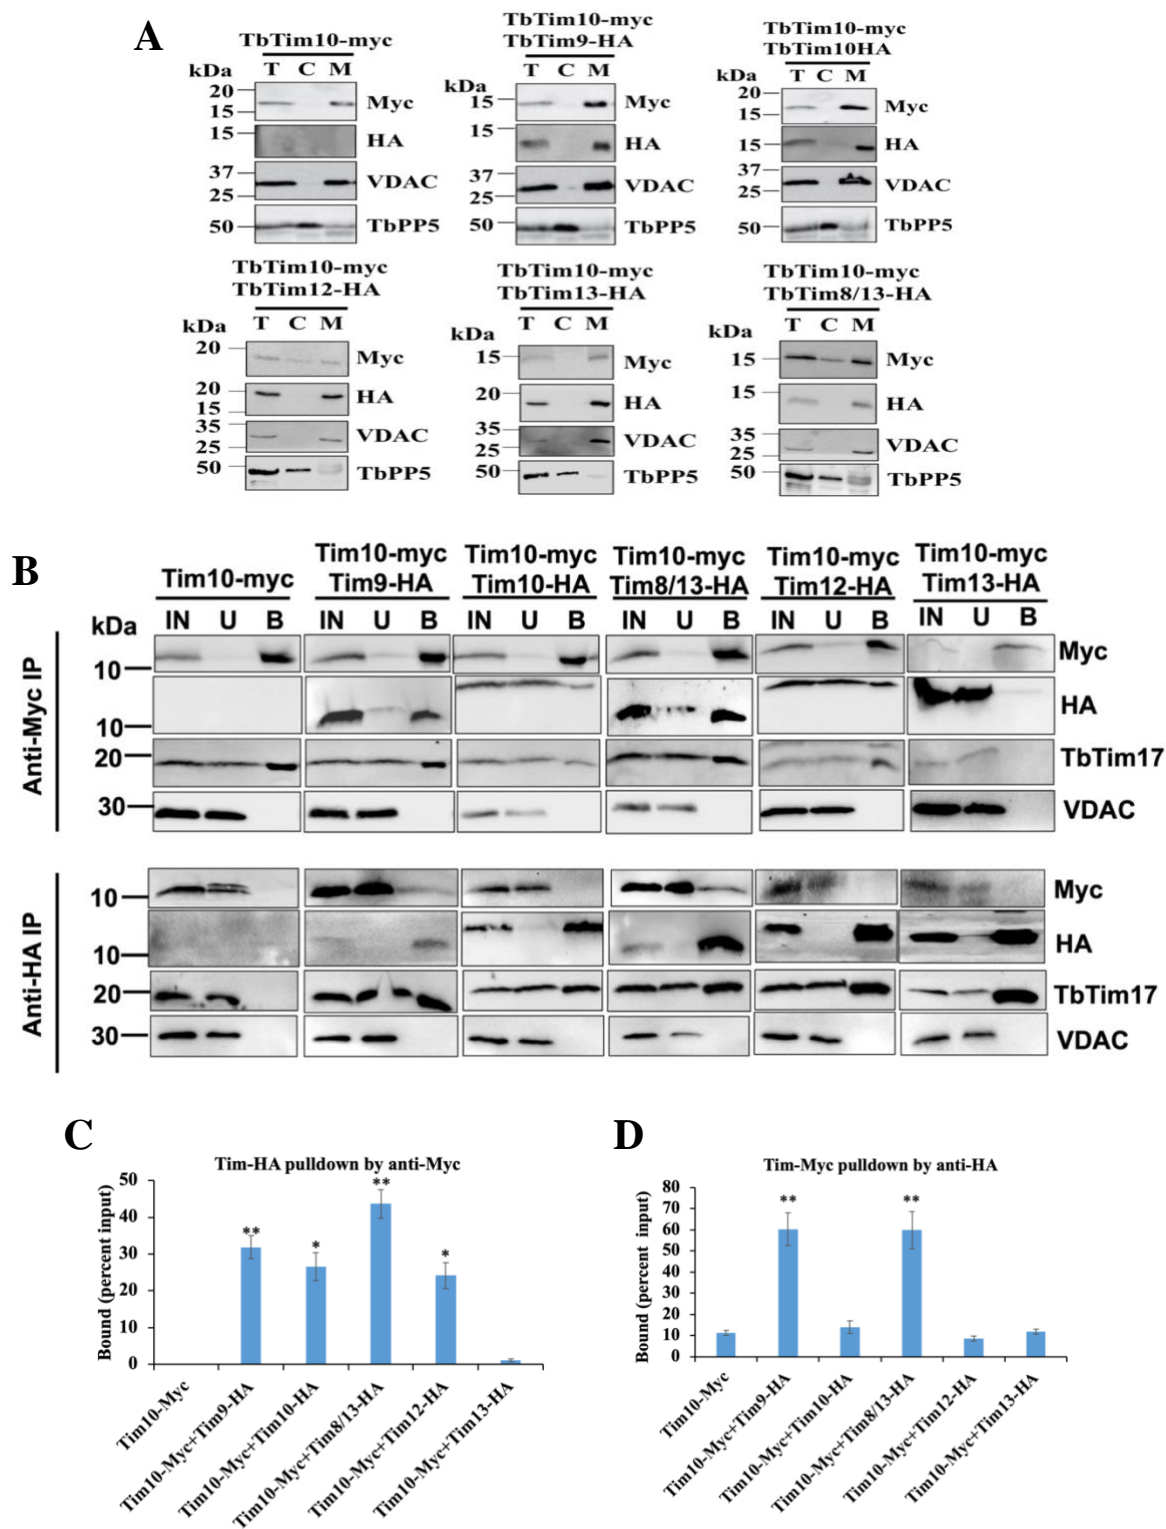 A
TbTim10-myc
T C M
kDa
20
15
Myc
15
HA
37
25
VDAC
50
TbPP5
TbTim10-myc
TbTim9-HA
T C M
kDa
15
Myc
15
HA
37
25
VDAC
50
TbPP5
TbTim10-myc
TbTim10HA
T C M
kDa
20
15
Myc
15
HA
37
25
VDAC
50
TbPP5
TbTim10-myc
TbTim12-HA
T C M
kDa
20
Myc
20
15
HA
35
25
VDAC
50
TbPP5
TbTim10-myc
TbTim13-HA
T C M
kDa
15
Myc
20
HA
35
25
VDAC
50
TbPP5
TbTim10-myc
TbTim8/13-HA
T C M
kDa
15
Myc
15
HA
35
25
VDAC
50
TbPP5
B
Tim10-myc
Tim10-myc
Tim9-HA
Tim10-myc
Tim10-HA
Tim10-myc
Tim8/13-HA
Tim10-myc
Tim12-HA
Tim10-myc
Tim13-HA
kDa
IN U B IN U B IN U B IN U B IN U B IN U B
Anti-Myc IP
10
Myc
10
HA
20
TbTim17
30
VDAC
Anti-HA IP
10
Myc
10
HA
20
TbTim17
30
VDAC
C
Tim-HA pulldown by anti-Myc
Bound (percent input)
50
40
30
20
10
0
**
*
**
*
Tim10-Myc
Tim10-Myc+Tim9-HA
Tim10-Myc+Tim10-HA
Tim10-Myc+Tim8/13-HA
Tim10-Myc+Tim12-HA
Tim10-Myc+Tim13-HA
D
Tim-Myc pulldown by anti-HA
Bound (percent input)
80
70
60
50
40
30
20
10
0
**
**
Tim10-Myc
Tim10-Myc+Tim9-HA
Tim10-Myc+Tim10-HA
Tim10-Myc+Tim8/13-HA
Tim10-Myc+Tim12-HA
Tim10-Myc+Tim13-HA